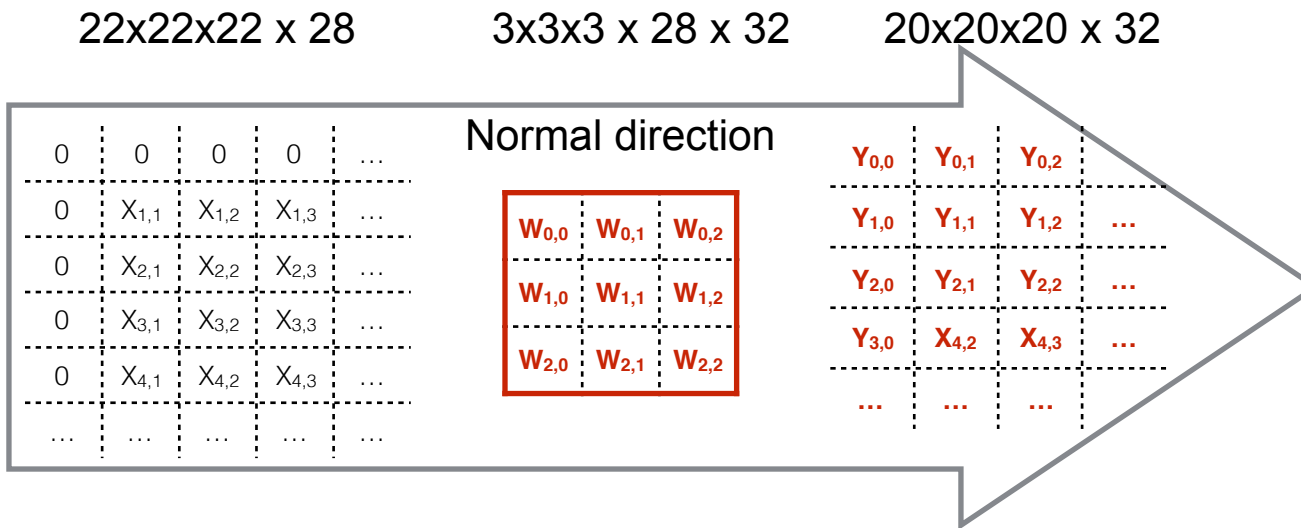 22x22x22 x 28 3x3x3 x 28 x 32 20x20x20 x 32
Normal direction
0 0 0 0 ...
0 X1,1 X1,2 X1,3 ...
0 X2,1 X2,2 X2,3 ...
0 X3,1 X3,2 X3,3 ...
0 X4,1 X4,2 X4,3 ...
... ... ... ... ...
W0,0 W0,1 W0,2
W1,0 W1,1 W1,2
W2,0 W2,1 W2,2
Y0,0 Y0,1 Y0,2
Y1,0 Y1,1 Y1,2 ...
Y2,0 Y2,1 Y2,2 ...
Y3,0 X4,2 X4,3 ...
... ... ...